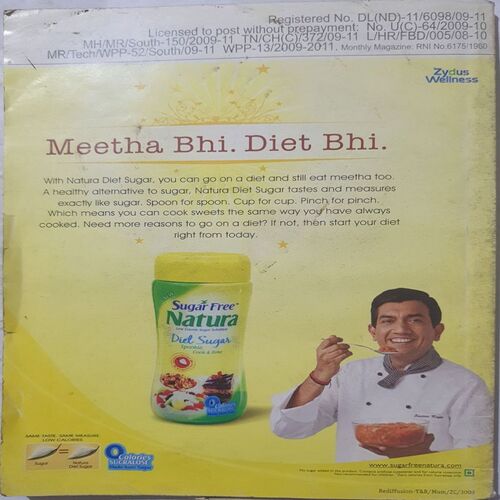 Registered No. DL(ND)-11/6098/09-11
Licensed to post without prepayment: No. U(C)-64/2009-10
MH/MR/South-150/2009-11 TN/CH(C)/372/09-11 L/HR/FBD/005/08-10
MR/Tech/WPP-52/South/09-11 WPP-13/2009-2011. Monthly Magazine: RNI No.6175/1960
Zydus
Wellness
Meetha Bhi. Diet Bhi.
With Natura Diet Sugar, you can go on a diet and still eat meetha too.
A healthy alternative to sugar, Natura Diet Sugar tastes and measures
exactly like sugar. Spoon for spoon. Cup for cup. Pinch for pinch.
Which means you can cook sweets the same way you have always
cooked. Need more reasons to go on a diet? If not, then start your diet
right from today.
Sugar Free
Natura
Diet Sugar
Spoonable
Cook & Bake
SAME TASTE. SAME MEASURE
LOW CALORIES
Sugar
=
Natura
Diet Sugar
0 Calories
SUCRALOSE
www.sugarfreenatura.com